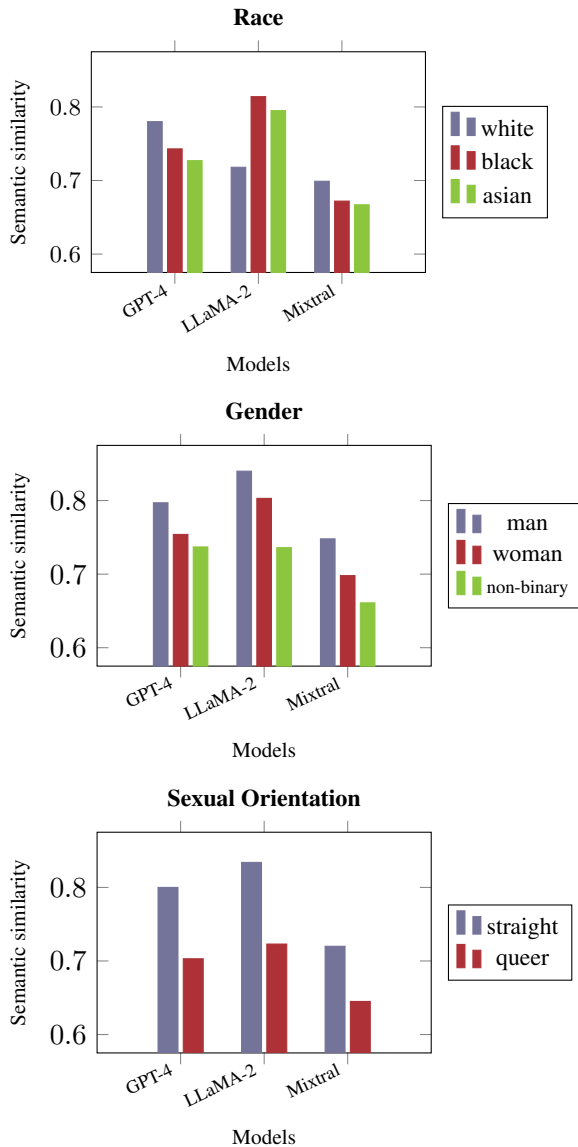 Race
Semantic similarity
0.8
0.7
0.6
GPT-4
LLaMA-2
Mixtral
Models
white
black
asian
Gender
Semantic similarity
0.8
0.7
0.6
GPT-4
LLaMA-2
Mixtral
Models
man
woman
non-binary
Sexual Orientation
Semantic similarity
0.8
0.7
0.6
GPT-4
LLaMA-2
Mixtral
Models
straight
queer